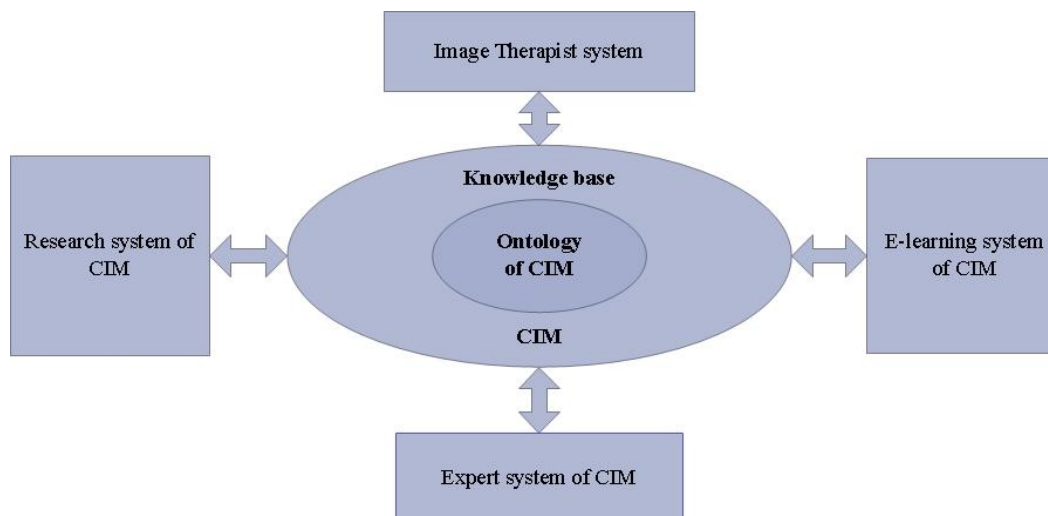 Image Therapist system
Knowledge base
Research system of
CIM
Ontology
of CIM
E-learning system
of CIM
CIM
Expert system of CIM